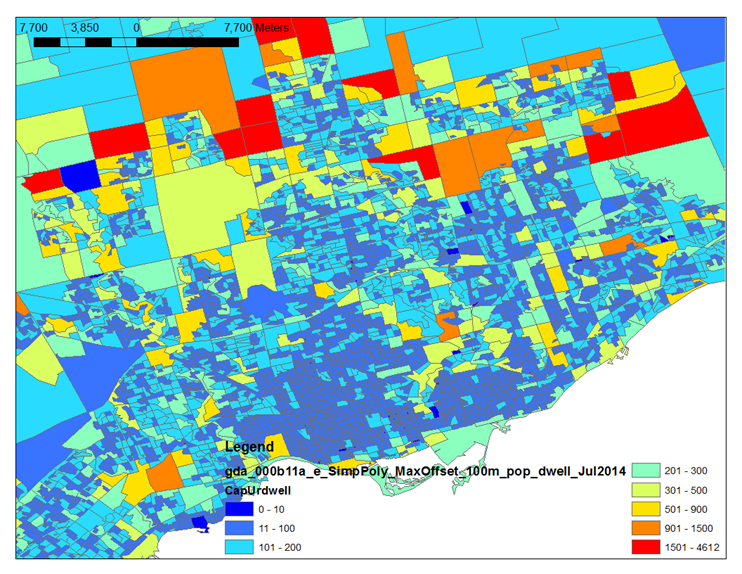 7,700 3,850 0 7,700 Meters
Legend
gda_000b11a_e_SimpPoly_MaxOffset_100m_pop_dwell_Jul2014
CapUrdwell
0 - 10
11 - 100
101 - 200
201 - 300
301 - 500
501 - 900
901 - 1500
1501 - 4612